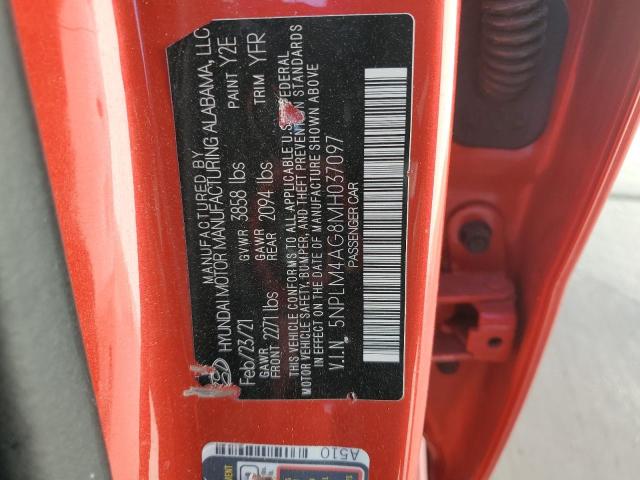 MANUFACTURED BY
HYUNDAI MOTOR MANUFACTURING ALABAMA, LLC
Feb/23/21 GVWR 3858 lbs PAINT Y2E
GAWR FRONT 2271 lbs GAWR REAR 2094 lbs TRIM YFR
THIS VEHICLE CONFORMS TO ALL APPLICABLE U.S. FEDERAL
MOTOR VEHICLE SAFETY, BUMPER, AND THEFT PREVENTION STANDARDS
IN EFFECT ON THE DATE OF MANUFACTURE SHOWN ABOVE
V.I.N. 5NPLM4AG8MH037097
PASSENGER CAR
A510